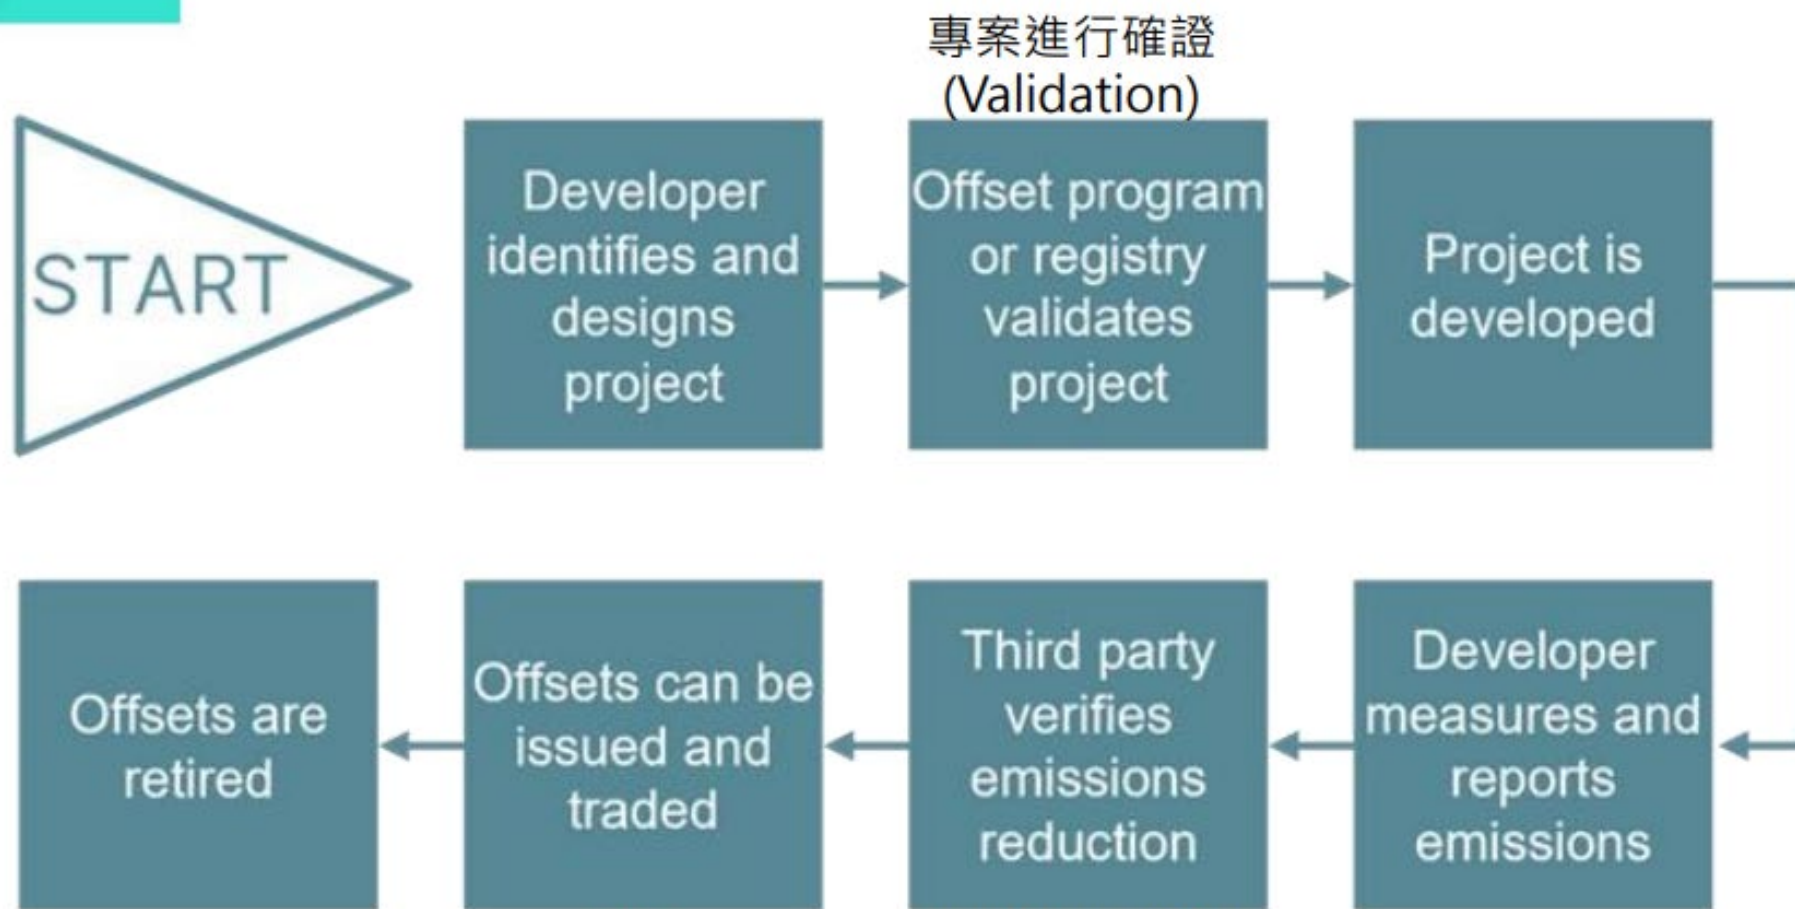 專案進行確證
(Validation)
START
Developer
identifies and
designs
project
Offset program
or registry
validates
project
Project is
developed
Developer
measures and
reports
emissions
Third party
verifies
emissions
reduction
Offsets can be
issued and
traded
Offsets are
retired